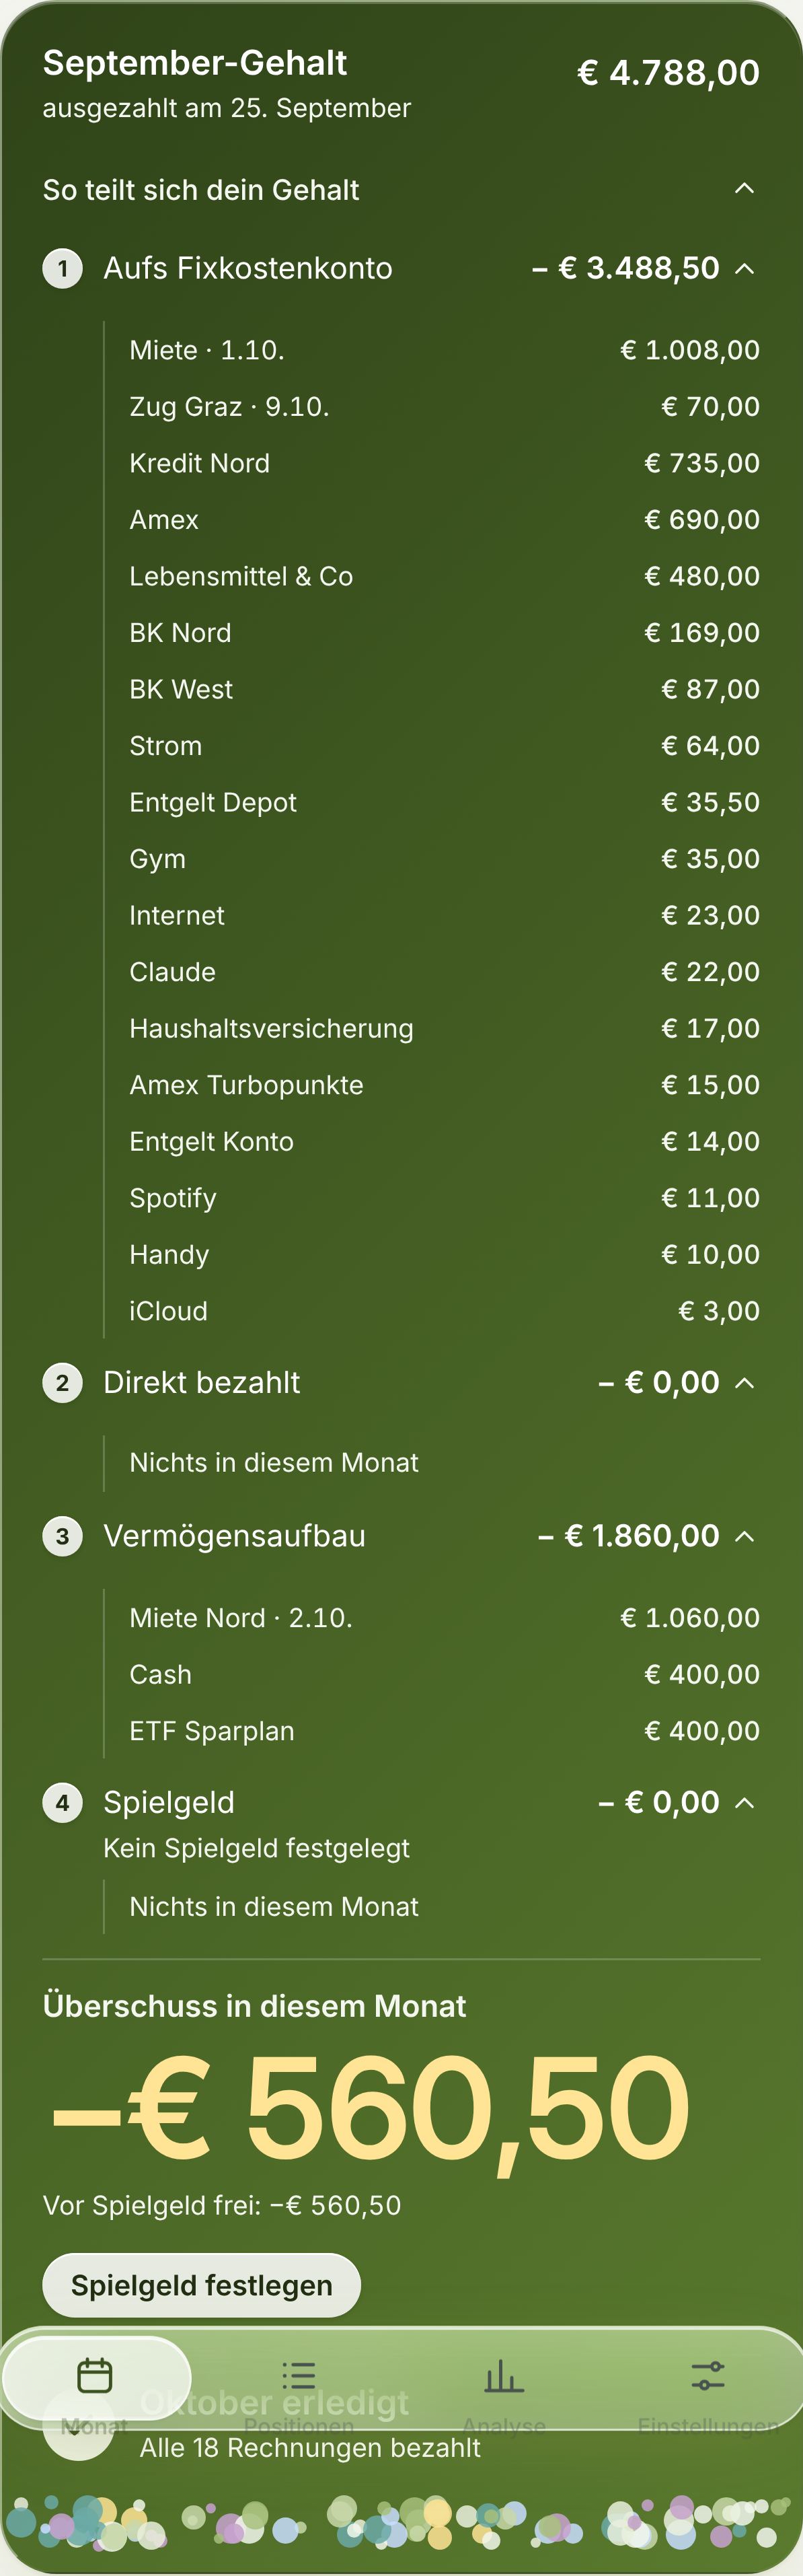 September-Gehalt
€ 4.788,00
ausgezahlt am 25. September
So teilt sich dein Gehalt
1 Aufs Fixkostenkonto – € 3.488,50
Miete · 1.10. € 1.008,00
Zug Graz · 9.10. € 70,00
Kredit Nord € 735,00
Amex € 690,00
Lebensmittel & Co € 480,00
BK Nord € 169,00
BK West € 87,00
Strom € 64,00
Entgelt Depot € 35,50
Gym € 35,00
Internet € 23,00
Claude € 22,00
Haushaltsversicherung € 17,00
Amex Turbopunkte € 15,00
Entgelt Konto € 14,00
Spotify € 11,00
Handy € 10,00
iCloud € 3,00
2 Direkt bezahlt – € 0,00
Nichts in diesem Monat
3 Vermögensaufbau – € 1.860,00
Miete Nord · 2.10. € 1.060,00
Cash € 400,00
ETF Sparplan € 400,00
4 Spielgeld – € 0,00
Kein Spielgeld festgelegt
Nichts in diesem Monat
Überschuss in diesem Monat
–€ 560,50
Vor Spielgeld frei: –€ 560,50
Spielgeld festlegen
Oktober erledigt
Monat Positionen Analyse Einstellungen
Alle 18 Rechnungen bezahlt